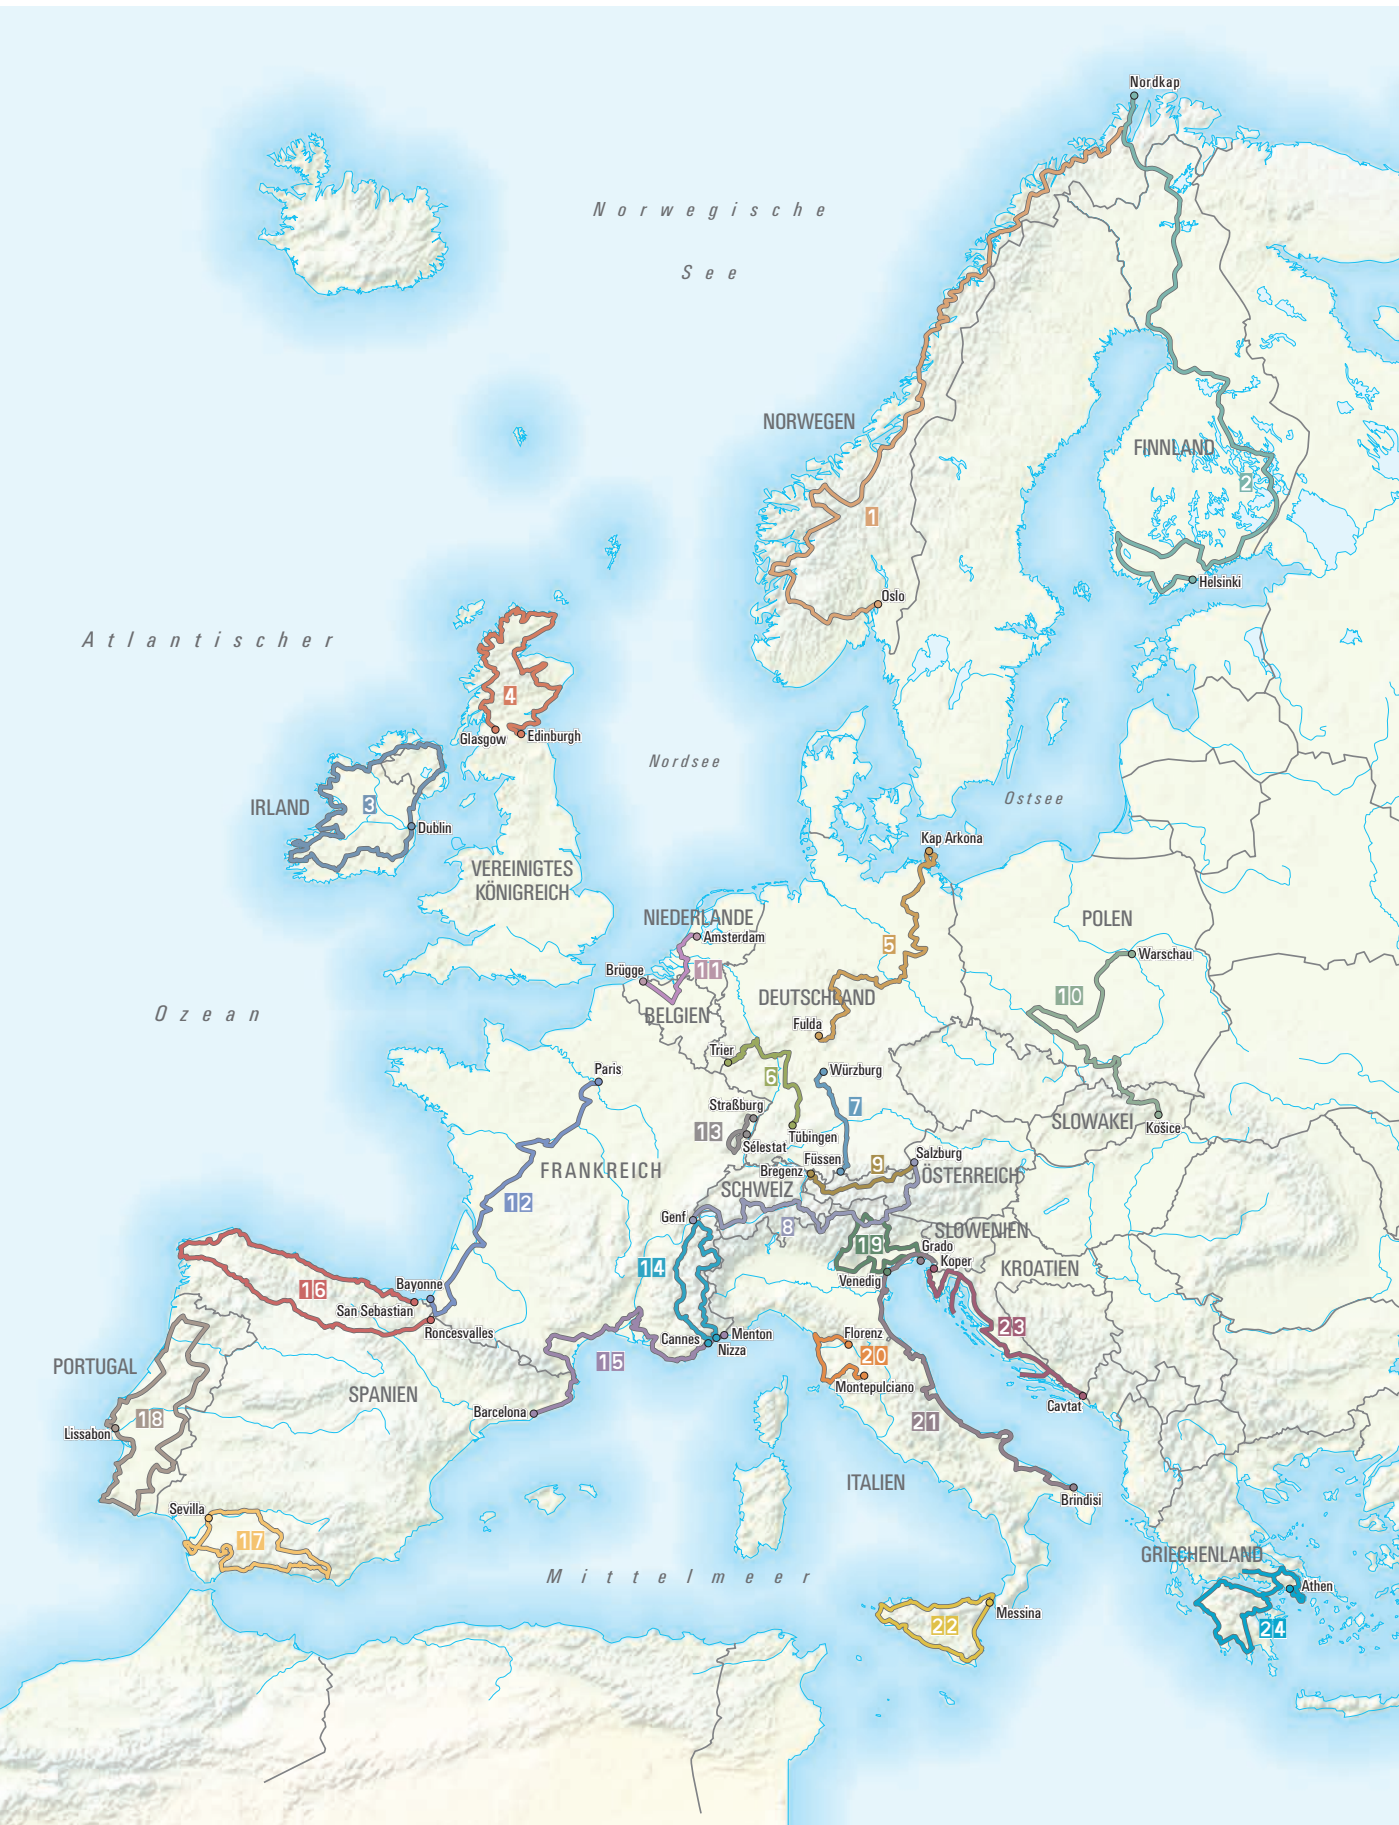 Nordkap
Norwegische
See
NORWEGEN
FINNLAND
2
1
Helsinki
Oslo
Atlantischer
4
Glasgow
Edinburgh
Nordsee
Ostsee
IRLAND
3
Dublin
Kap Arkona
VEREINIGTES
KÖNIGREICH
NIEDERLANDE
Amsterdam
POLEN
5
Warschau
Brügge
11
10
DEUTSCHLAND
Ozean
BELGIEN
Fulda
Trier
Paris
6
Würzburg
7
Straßburg
13
SLOWAKEI
Košice
Tübingen
Sélestat
Füssen
9
Salzburg
FRANKREICH
Bregenz
ÖSTERREICH
SCHWEIZ
12
Genf
8
SLOWENIEN
19
Grado
Koper
14
KROATIEN
Venedig
Bayonne
16
San Sebastian
Roncesvalles
23
Menton
Cannes
Nizza
Florenz
20
15
PORTUGAL
SPANIEN
Montepulciano
Cavtat
Barcelona
18
Lissabon
21
ITALIEN
Brindisi
Sevilla
17
GRIECHENLAND
Mittelmeer
Athen
Messina
22
24